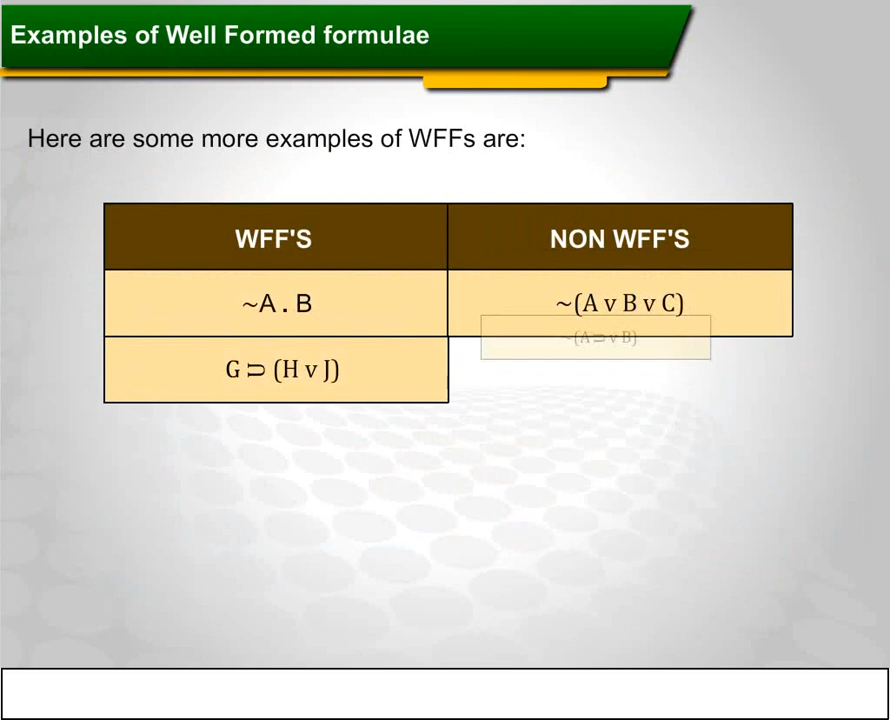 Examples of Well Formed formulae
Here are some more examples of WFFs are:
WFF'S
NON WFF'S
~A . B
~(A v B v C)
~(A ⊃ v B)
G ⊃ (H v J)